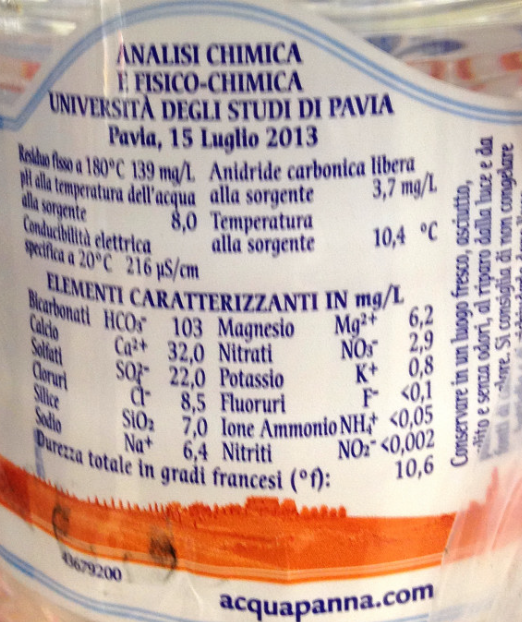 ANALISI CHIMICA
E FISICO-CHIMICA
UNIVERSITÀ DEGLI STUDI DI PAVIA
Pavia, 15 Luglio 2013
Residuo fisso a 180°C 139 mg/L
pH alla temperatura dell'acqua
alla sorgente 8,0
Conducibilità elettrica
specifica a 20°C 216 µS/cm
Anidride carbonica libera
alla sorgente 3,7 mg/L
Temperatura
alla sorgente 10,4 °C
ELEMENTI CARATTERIZZANTI IN mg/L
Bicarbonati HCO₃⁻ 103 Magnesio Mg²⁺ 6,2
Calcio Ca²⁺ 32,0 Nitrati NO₃⁻ 2,9
Solfati SO₄²⁻ 22,0 Potassio K⁺ 0,8
Cloruri Cl⁻ 8,5 Fluoruri F⁻ <0,1
Silice SiO₂ 7,0 Ione Ammonio NH₄⁺ <0,05
Sodio Na⁺ 6,4 Nitriti NO₂⁻ <0,002
Durezza totale in gradi francesi (°f): 10,6
43679200
acquapanna.com
Conservare in un luogo fresco, asciutto,
pulito e senza odori, al riparo dalla luce e da
fonti di calore. Si consiglia di non congelare